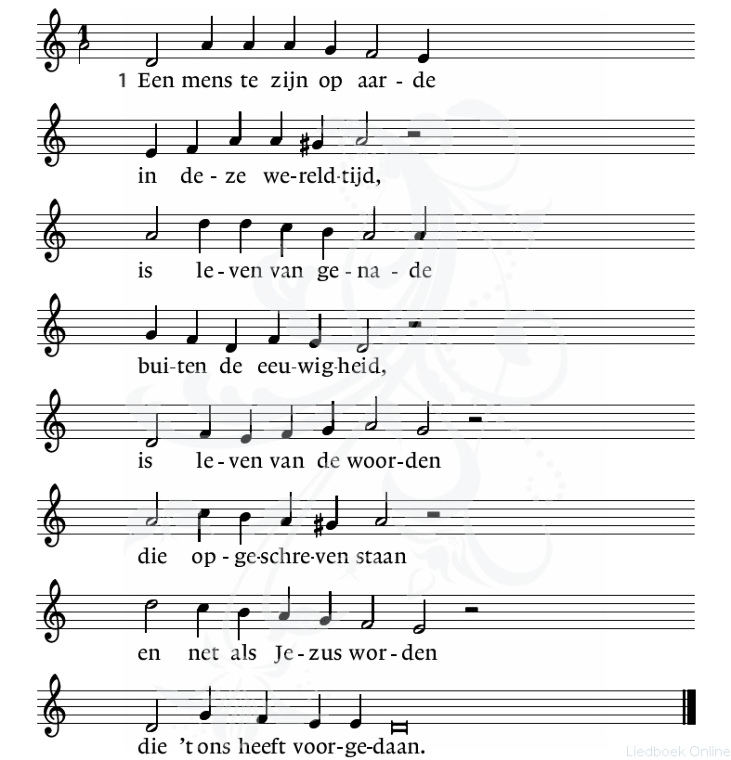 1
1 Een mens te zijn op aar - de
in de - ze we-reld-tijd,
is le - ven van ge - na - de
bui-ten de eeu-wig-heid,
is le - ven van de woor-den
die op - ge-schre-ven staan
en net als Je - zus wor - den
die 't ons heeft voor-ge-daan.
Liedboek Online